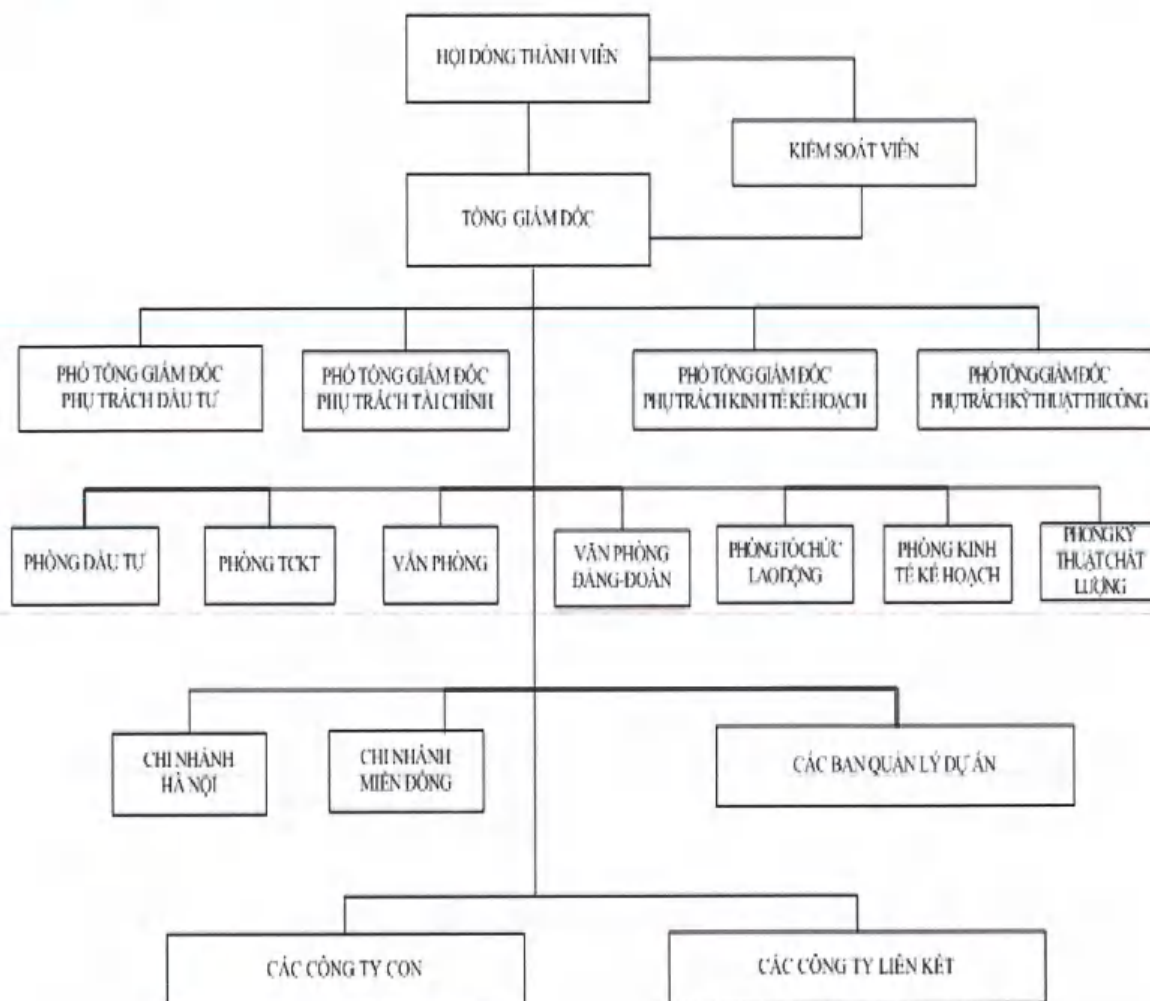 HỘI ĐỒNG THÀNH VIÊN
KIỂM SOÁT VIÊN
TỔNG GIÁM ĐỐC
PHÓ TỔNG GIÁM ĐỐC
PHỤ TRÁCH ĐẦU TƯ
PHÓ TỔNG GIÁM ĐỐC
PHỤ TRÁCH TÀI CHÍNH
PHÓ TỔNG GIÁM ĐỐC
PHỤ TRÁCH KINH TẾ KẾ HOẠCH
PHÓ TỔNG GIÁM ĐỐC
PHỤ TRÁCH KỸ THUẬT THI CÔNG
PHÒNG ĐẦU TƯ
PHÒNG TCKT
VĂN PHÒNG
VĂN PHÒNG
ĐẢNG-ĐOÀN
PHÒNG TỔ CHỨC
LAO ĐỘNG
PHÒNG KINH
TẾ KẾ HOẠCH
PHÒNG KỸ
THUẬT CHẤT
LƯỢNG
CHI NHÁNH
HÀ NỘI
CHI NHÁNH
MIỀN ĐÔNG
CÁC BAN QUẢN LÝ DỰ ÁN
CÁC CÔNG TY CON
CÁC CÔNG TY LIÊN KẾT